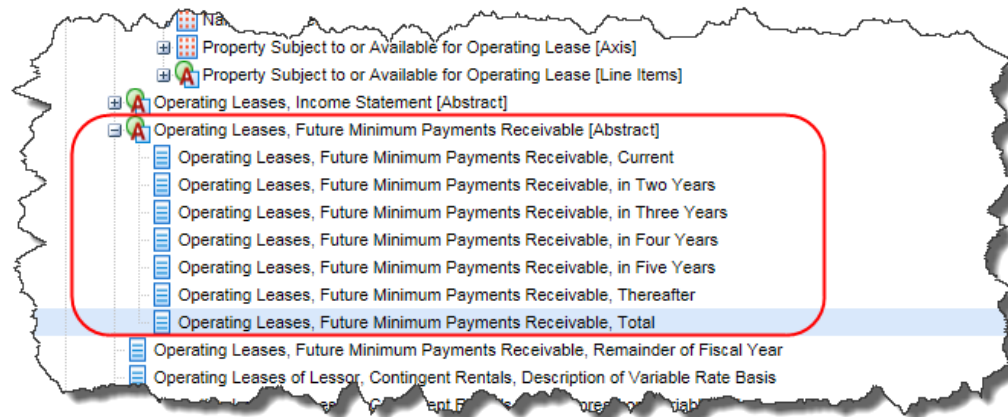 Property Subject to or Available for Operating Lease [Axis]
Property Subject to or Available for Operating Lease [Line Items]
Operating Leases, Income Statement [Abstract]
Operating Leases, Future Minimum Payments Receivable [Abstract]
Operating Leases, Future Minimum Payments Receivable, Current
Operating Leases, Future Minimum Payments Receivable, in Two Years
Operating Leases, Future Minimum Payments Receivable, in Three Years
Operating Leases, Future Minimum Payments Receivable, in Four Years
Operating Leases, Future Minimum Payments Receivable, in Five Years
Operating Leases, Future Minimum Payments Receivable, Thereafter
Operating Leases, Future Minimum Payments Receivable, Total
Operating Leases, Future Minimum Payments Receivable, Remainder of Fiscal Year
Operating Leases of Lessor, Contingent Rentals, Description of Variable Rate Basis